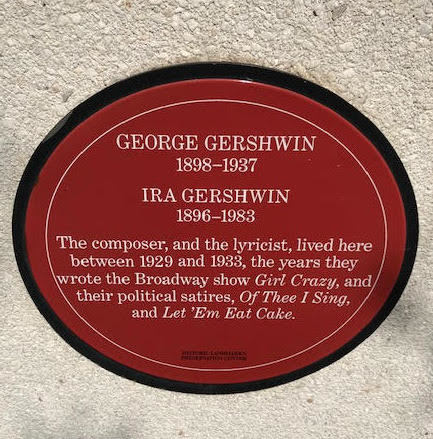 GEORGE GERSHWIN
1898–1937
IRA GERSHWIN
1896–1983
The composer, and the lyricist, lived here
between 1929 and 1933, the years they
wrote the Broadway show Girl Crazy, and
their political satires, Of Thee I Sing,
and Let 'Em Eat Cake.
HISTORIC LANDMARKS
PRESERVATION CENTER